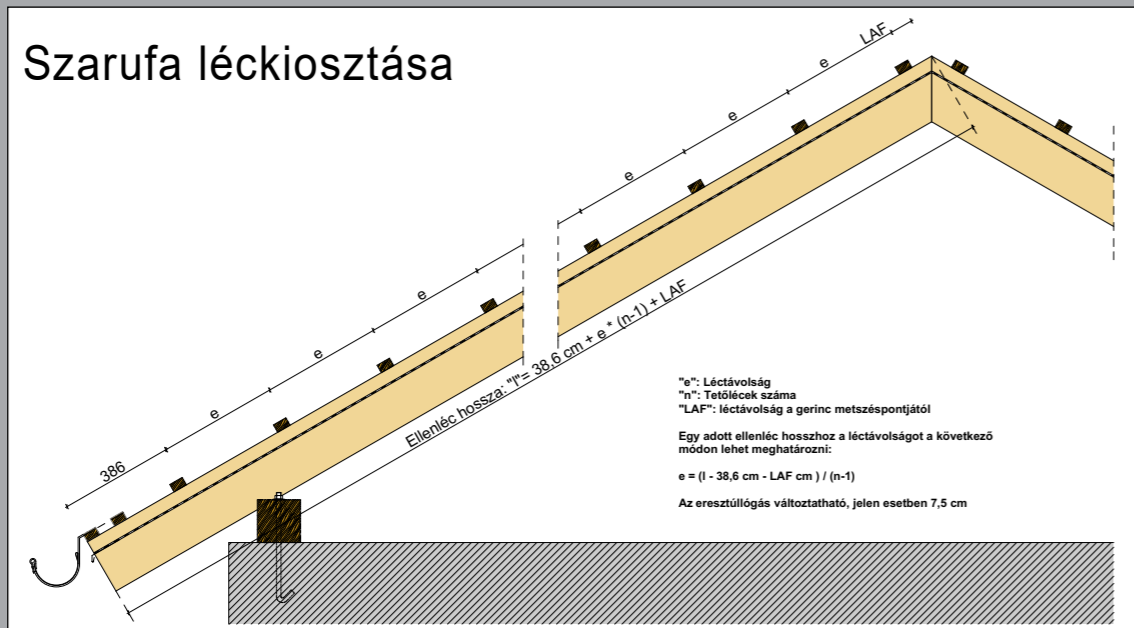 Szarufa léckiosztása
LAF
e
e
e
e
e
e
386
Ellenléc hossza: "l"= 38,6 cm + e * (n-1) + LAF
"e": Léctávolság
"n": Tetőlécek száma
"LAF": léctávolság a gerinc metszéspontjától
Egy adott ellenléc hosszhoz a léctávolságot a következő
módon lehet meghatározni:
e = (l - 38,6 cm - LAF cm ) / (n-1)
Az eresztúllógás változtatható, jelen esetben 7,5 cm